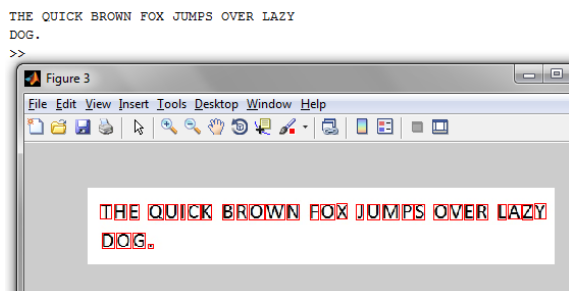 THE QUICK BROWN FOX JUMPS OVER LAZY
DOG.
>>
Figure 3
File Edit View Insert Tools Desktop Window Help
THE QUICK BROWN FOX JUMPS OVER LAZY
DOG.